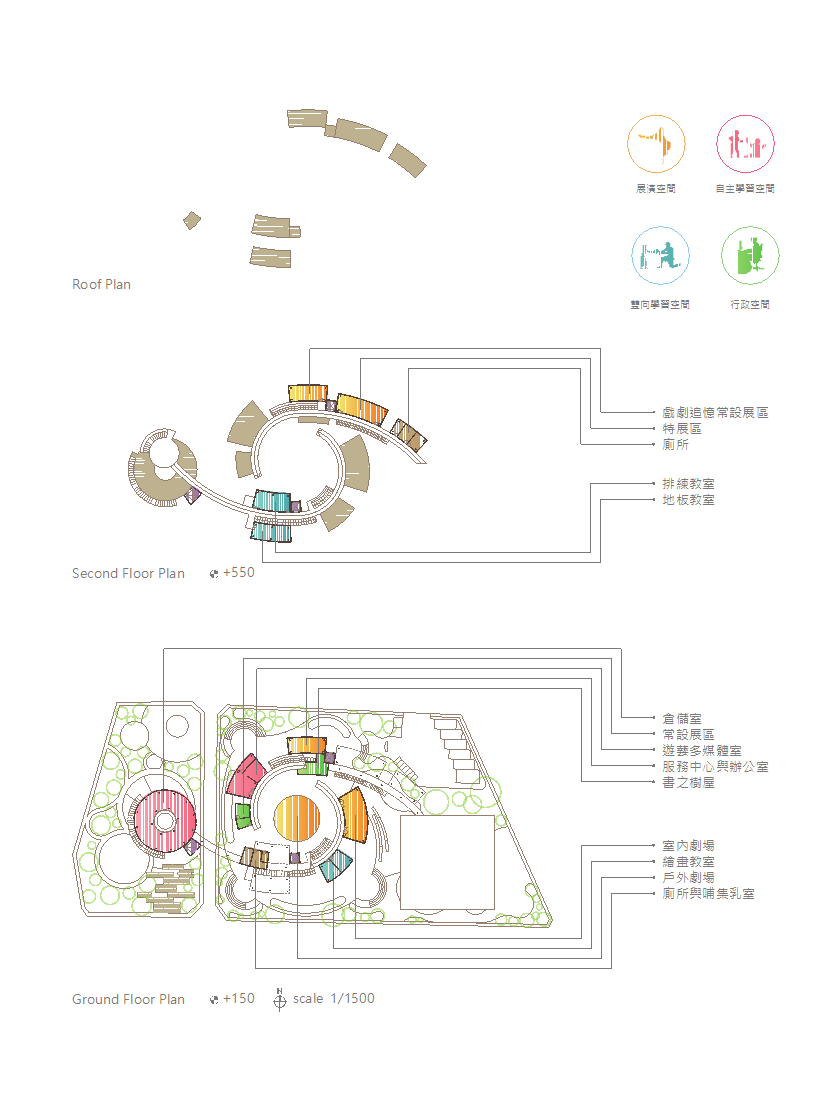 展演空間
自主學習空間
雙向學習空間
行政空間
Roof Plan
戲劇追憶常設展區
特展區
廁所
排練教室
地板教室
Second Floor Plan +550
倉儲室
常設展區
遊藝多媒體室
服務中心與辦公室
書之樹屋
室內劇場
繪畫教室
戶外劇場
廁所與哺集乳室
Ground Floor Plan +150 N scale 1/1500